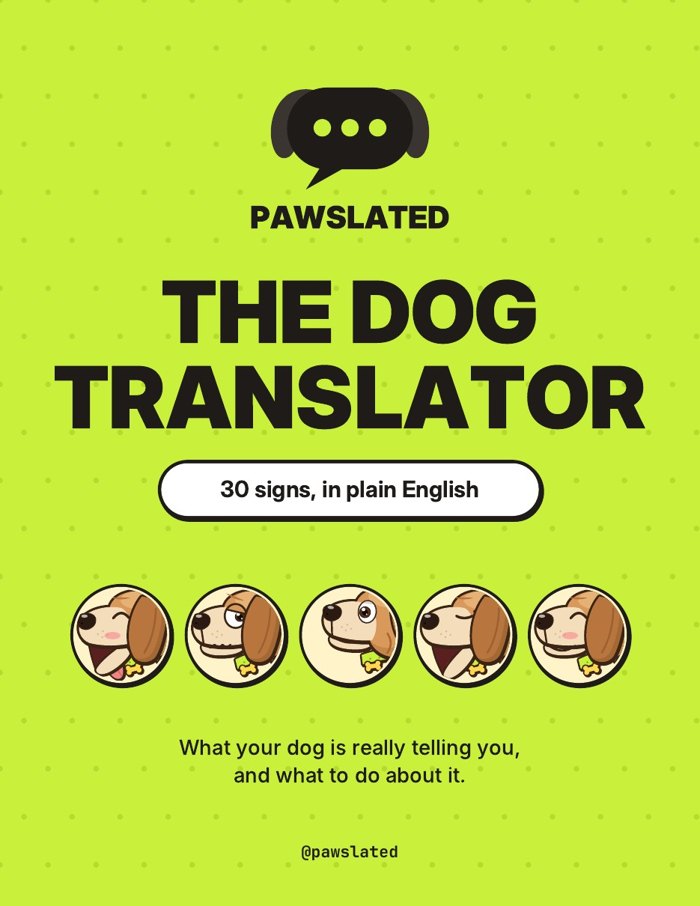 PAWSLATED
THE DOG
TRANSLATOR
30 signs, in plain English
What your dog is really telling you,
and what to do about it.
@pawslated